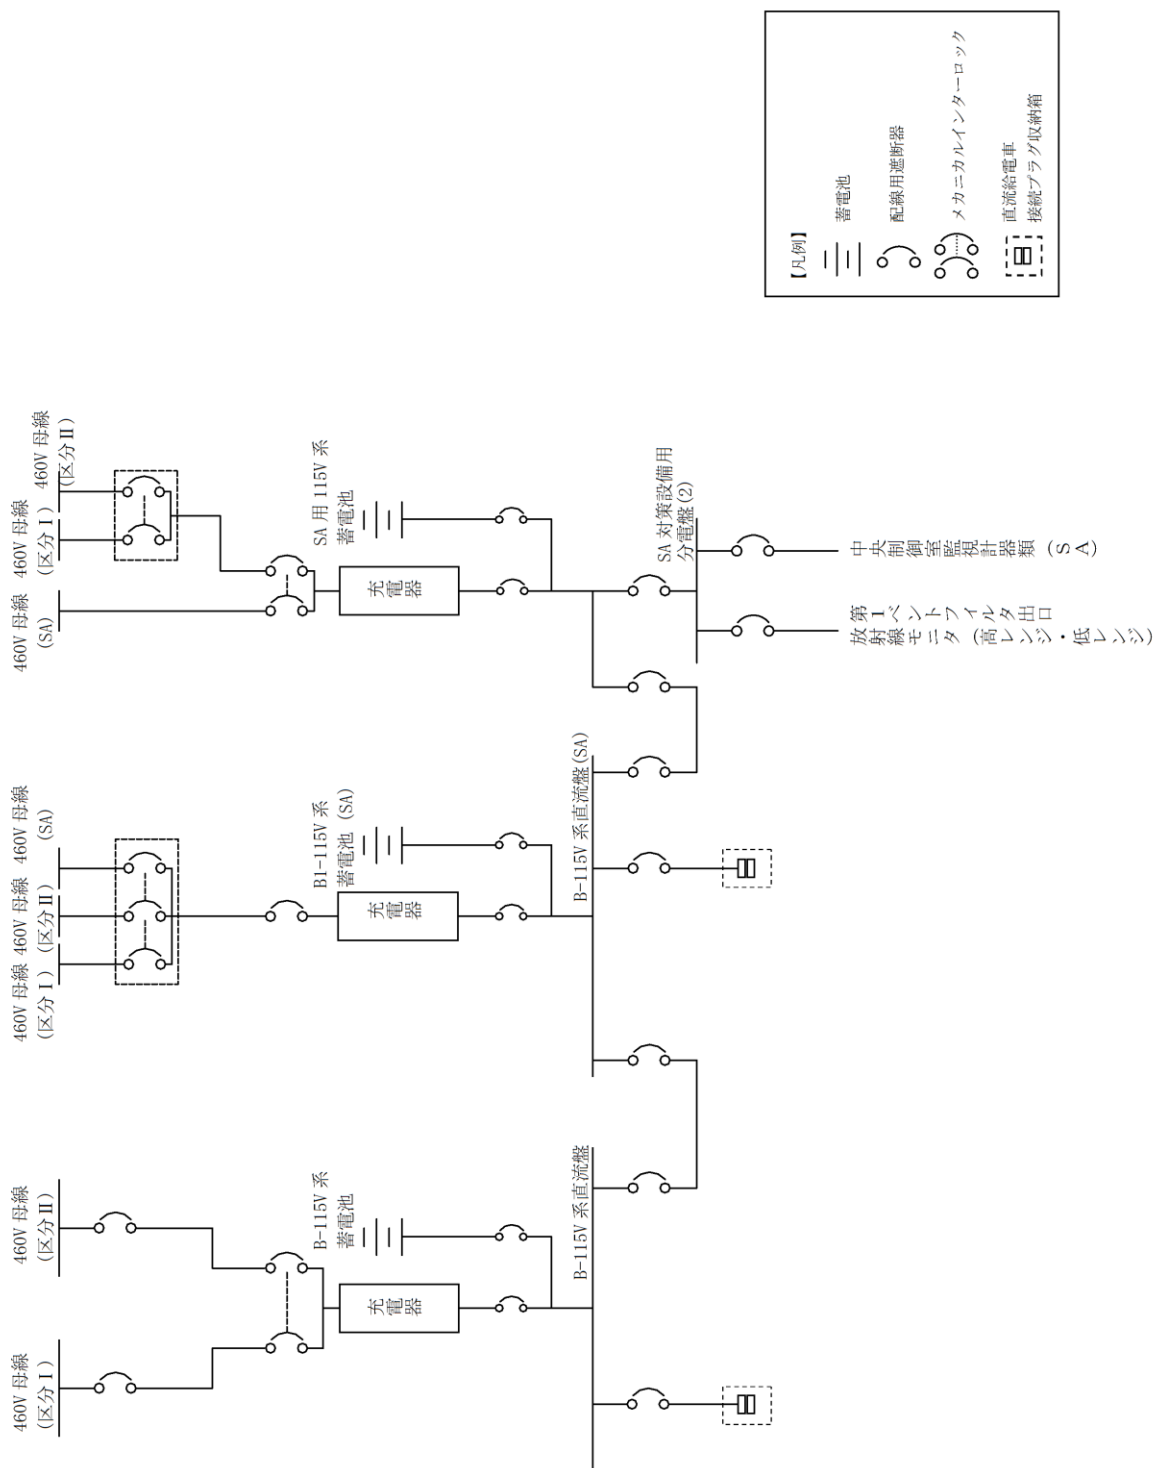 460V 母線
(区分Ⅰ)
460V 母線
(区分Ⅱ)
B-115V 系
蓄電池
充電器
B-115V 系直流盤
460V 母線
(区分Ⅰ)
460V 母線
(区分Ⅱ)
460V 母線
(SA)
B1-115V 系
蓄電池 (SA)
充電器
B-115V 系直流盤(SA)
460V 母線
(SA)
460V 母線
(区分Ⅰ)
460V 母線
(区分Ⅱ)
SA 用 115V 系
蓄電池
充電器
SA 対策設備用
分電盤(2)
第1ベントフィルタ出口
放射線モニタ (高レンジ・低レンジ)
中央制御室監視計器類 (SA)
【凡例】
蓄電池
配線用遮断器
メカニカルインターロック
直流給電車
接続プラグ収納箱